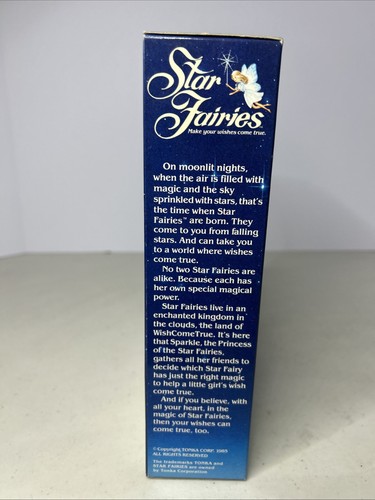 Star
Fairies™
Make your wishes come true.
On moonlit nights,
when the air is filled with
magic and the sky
sprinkled with stars, that's
the time when Star
Fairies™ are born. They
come to you from falling
stars. And can take you
to a world where wishes
come true.
No two Star Fairies are
alike. Because each has
her own special magical
power.
Star Fairies live in an
enchanted kingdom in
the clouds, the land of
WishComeTrue. It's here
that Sparkle, the Princess
of the Star Fairies,
gathers all her friends to
decide which Star Fairy
has just the right magic
to help a little girl's wish
come true.
And if you believe, with
all your heart, in the
magic of Star Fairies,
then your wishes can
come true, too.
©Copyright TONKA CORP. 1985
ALL RIGHTS RESERVED
The trademarks TONKA and
STAR FAIRIES are owned
by Tonka Corporation